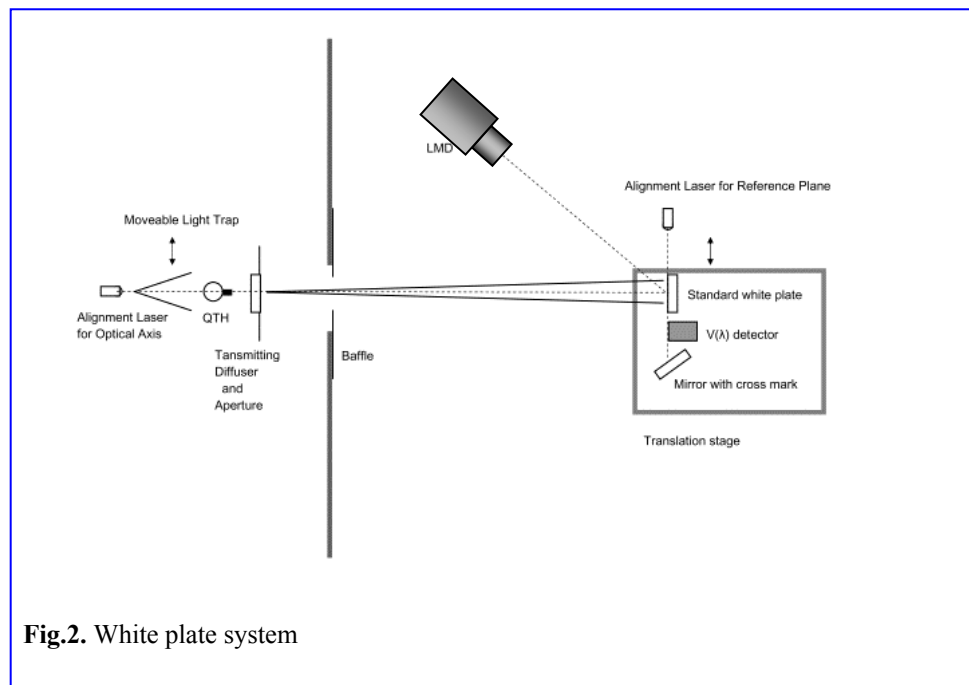 LMD
Alignment Laser for Reference Plane
Moveable Light Trap
Standard white plate
Alignment Laser
for Optical Axis
QTH
V(λ) detector
Tansmitting
Diffuser
and
Aperture
Baffle
Mirror with cross mark
Translation stage
Fig.2. White plate system